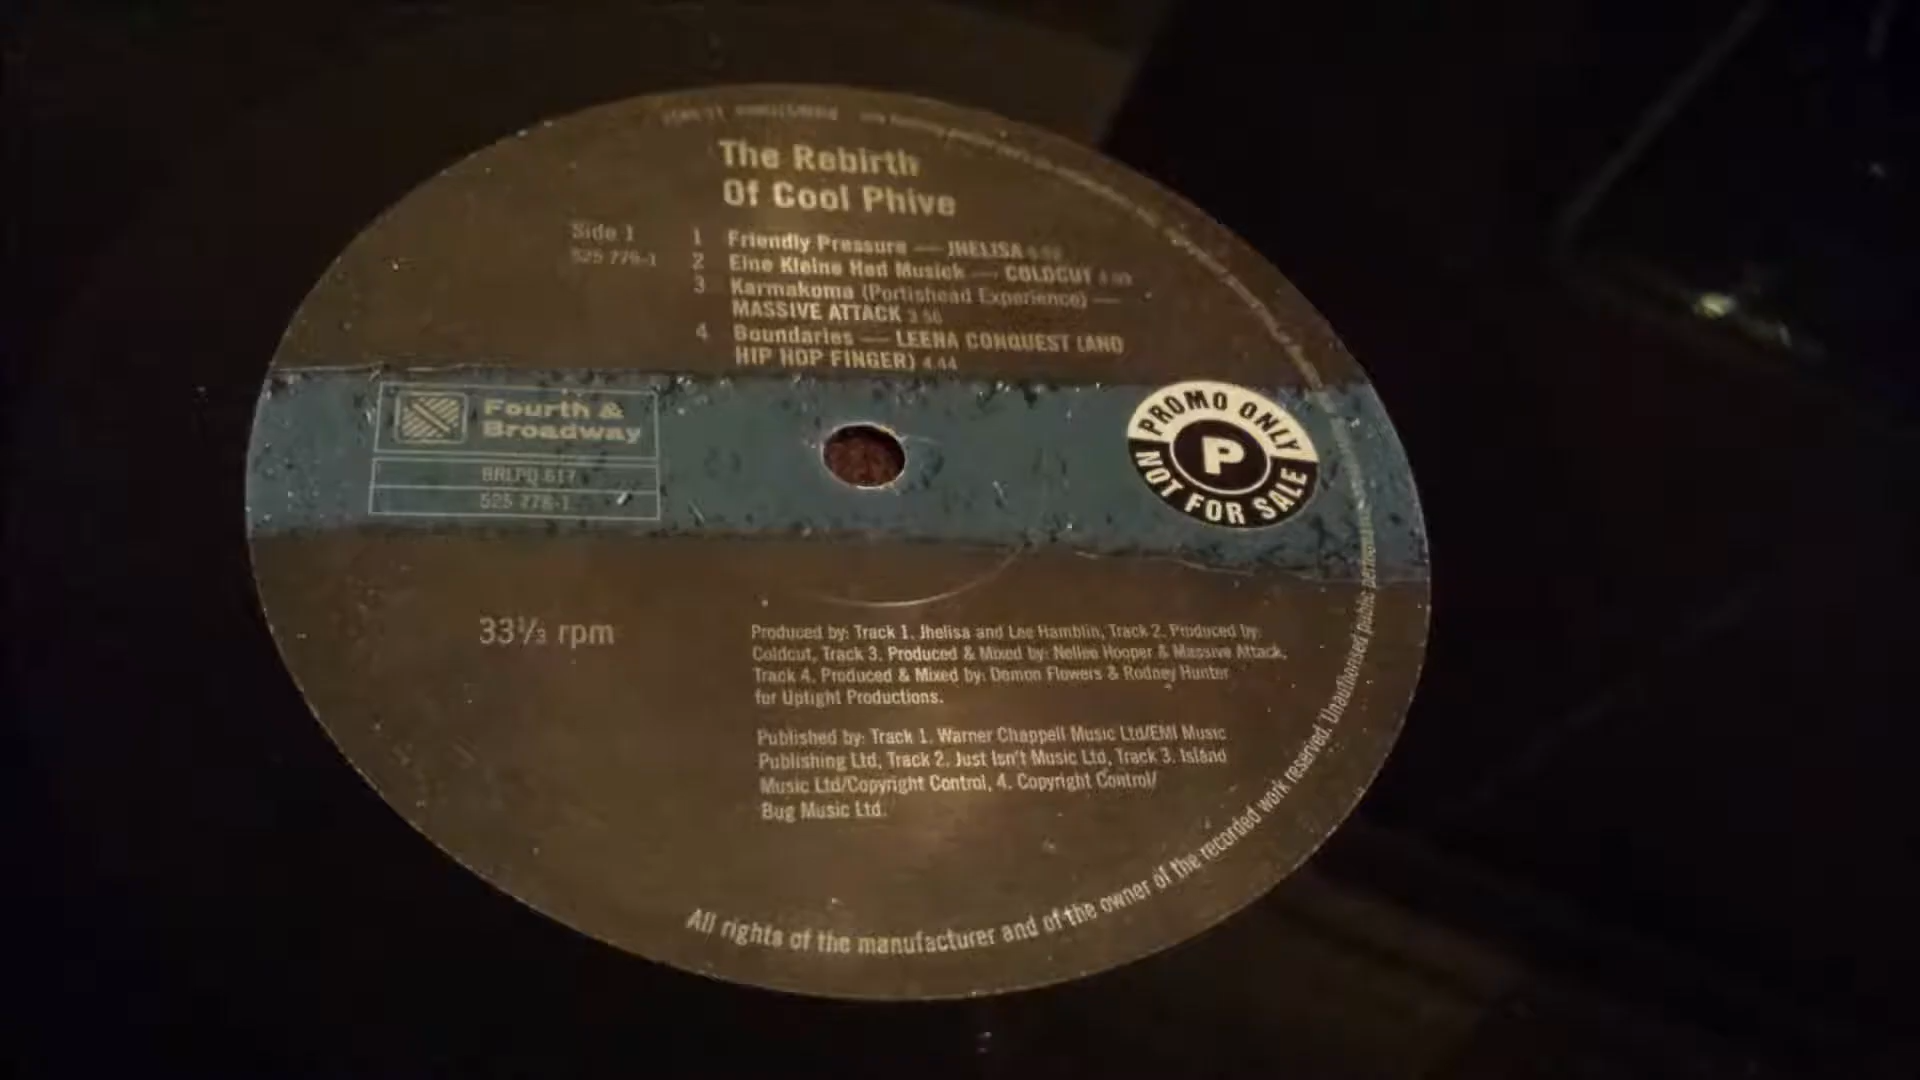 The Rebirth
Of Cool Phive
Side 1
525 776-1
1 Friendly Pressure — JHELISA
2 Eine Kleine Hed Musick — COLDCUT
3 Karmakoma (Portishead Experience) —
MASSIVE ATTACK 3.56
4 Boundaries — LEENA CONQUEST (AND
HIP HOP FINGER) 4.44
Fourth &
Broadway
BRLPD 617
525 776-1
PROMO ONLY
P
NOT FOR SALE
33⅓ rpm
Produced by: Track 1. Jhelisa and Lee Hamblin, Track 2. Produced by:
Coldcut, Track 3. Produced & Mixed by: Nellee Hooper & Massive Attack,
Track 4. Produced & Mixed by: Demon Flowers & Rodney Hunter
for Uptight Productions.
Published by: Track 1. Warner Chappell Music Ltd/EMI Music
Publishing Ltd, Track 2. Just Isn't Music Ltd, Track 3. Island
Music Ltd/Copyright Control, 4. Copyright Control/
Bug Music Ltd.
All rights of the manufacturer and of the owner of the recorded work reserved. Unauthorised public